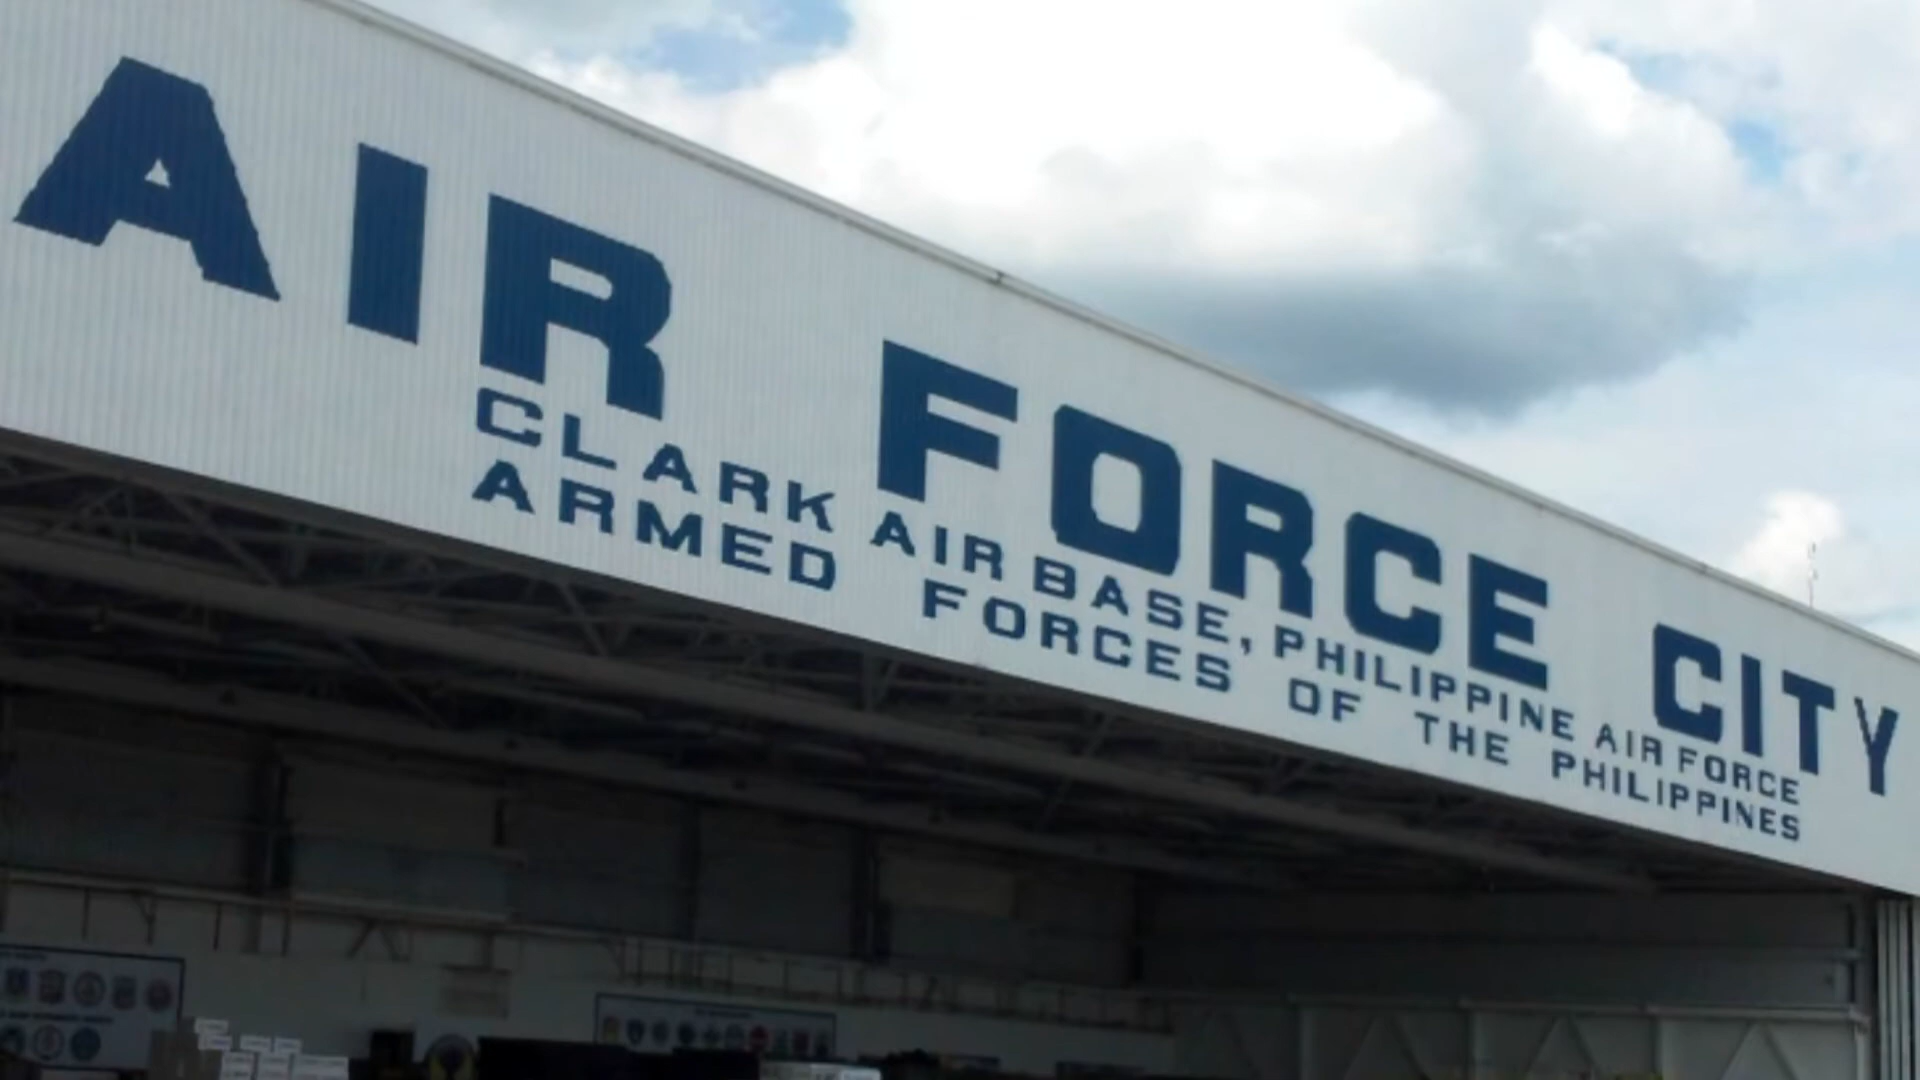 AIR FORCE CITY
CLARK AIR BASE, PHILIPPINE AIR FORCE
ARMED FORCES OF THE PHILIPPINES